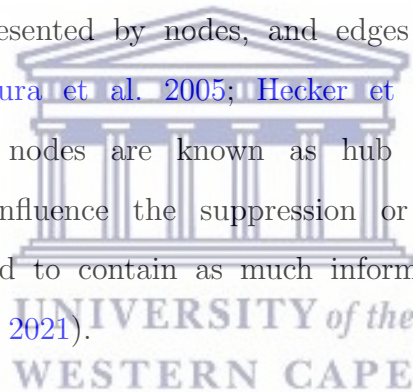 esented by nodes, and edges
ura et al. 2005; Hecker et
nodes are known as hub
nfluence the suppression or
d to contain as much inform
2021).
UNIVERSITY of the
WESTERN CAPE